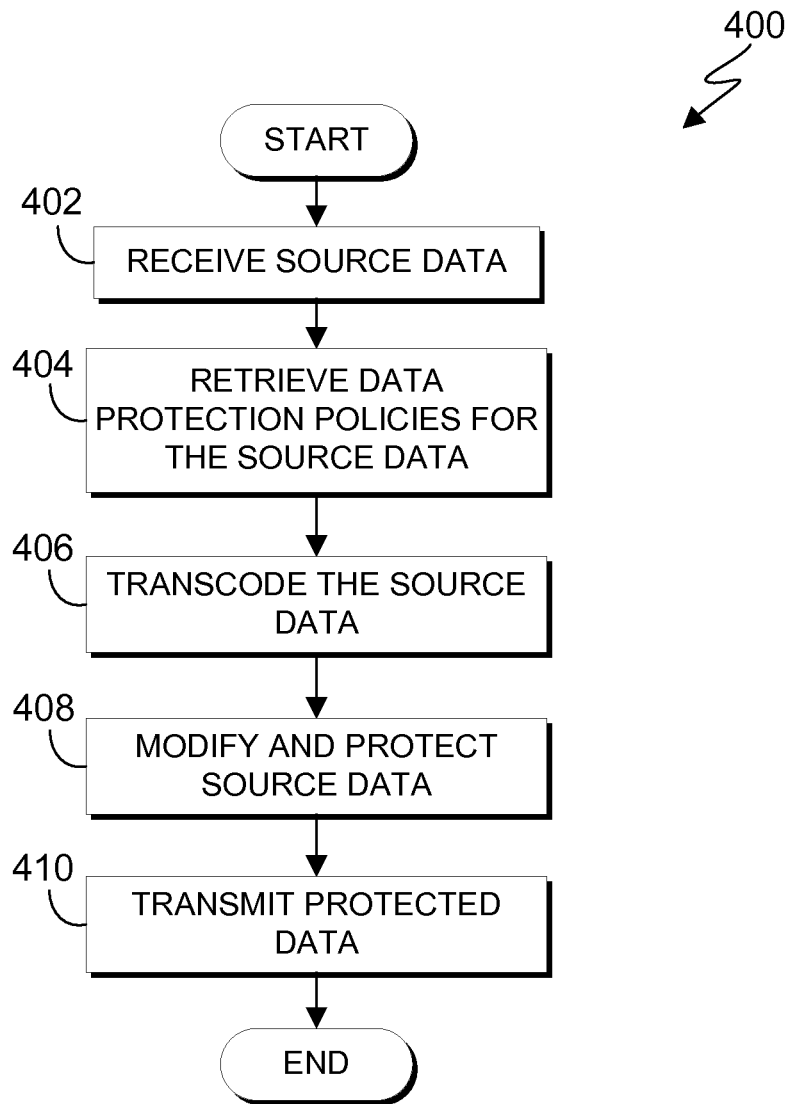 400
START
402
RECEIVE SOURCE DATA
404
RETRIEVE DATA
PROTECTION POLICIES FOR
THE SOURCE DATA
406
TRANSCODE THE SOURCE
DATA
408
MODIFY AND PROTECT
SOURCE DATA
410
TRANSMIT PROTECTED
DATA
END